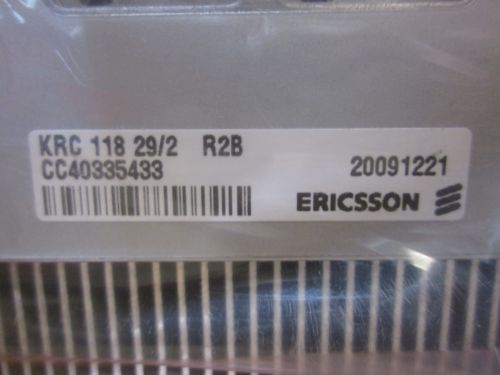 KRC 118 29/2 R2B
CC40335433 20091221
ERICSSON